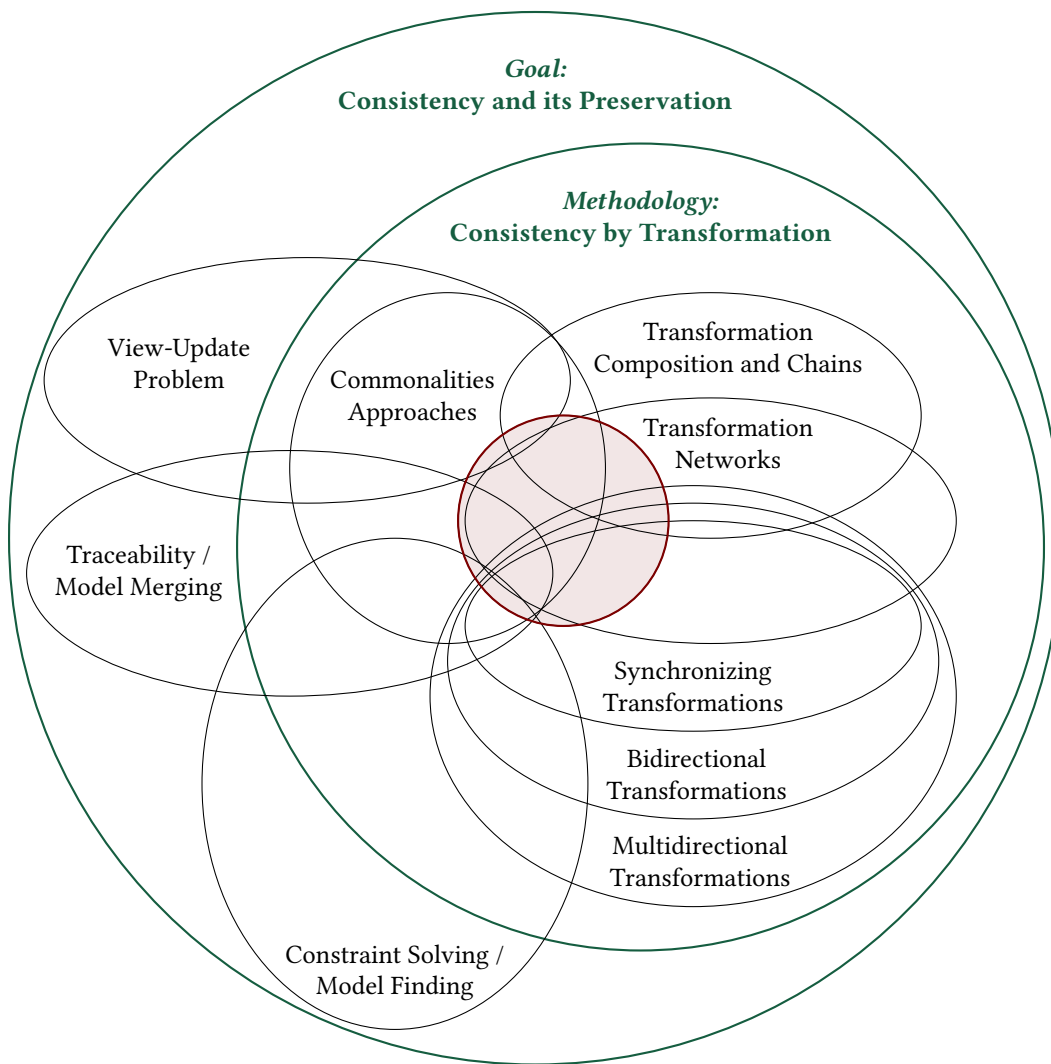 Goal:
Consistency and its Preservation
Methodology:
Consistency by Transformation
View-Update
Problem
Commonalities
Approaches
Transformation
Composition and Chains
Transformation
Networks
Traceability /
Model Merging
Synchronizing
Transformations
Bidirectional
Transformations
Multidirectional
Transformations
Constraint Solving /
Model Finding